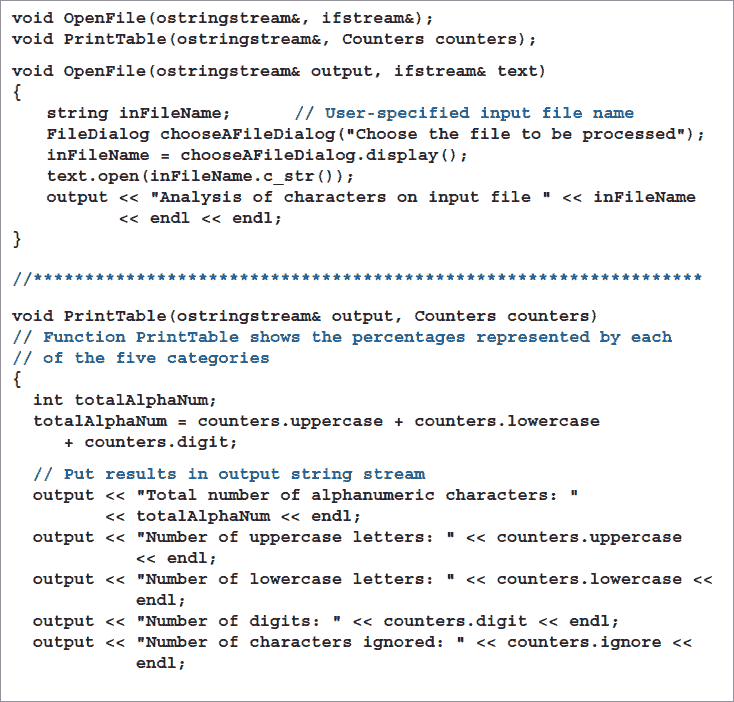 void OpenFile(ostringstream&, ifstream&);
void PrintTable(ostringstream&, Counters counters);
void OpenFile(ostringstream& output, ifstream& text)
{
   string inFileName;      // User-specified input file name
   FileDialog chooseAFileDialog("Choose the file to be processed");
   inFileName = chooseAFileDialog.display();
   text.open(inFileName.c_str());
   output << "Analysis of characters on input file " << inFileName
          << endl << endl;
}
//*****************************************************************
void PrintTable(ostringstream& output, Counters counters)
// Function PrintTable shows the percentages represented by each
// of the five categories
{
  int totalAlphaNum;
  totalAlphaNum = counters.uppercase + counters.lowercase
     + counters.digit;
  // Put results in output string stream
  output << "Total number of alphanumeric characters: "
         << totalAlphaNum << endl;
  output << "Number of uppercase letters: " << counters.uppercase
            << endl;
  output << "Number of lowercase letters: " << counters.lowercase <<
            endl;
  output << "Number of digits: " << counters.digit << endl;
  output << "Number of characters ignored: " << counters.ignore <<
            endl;